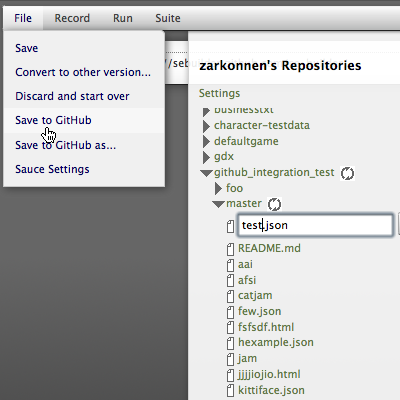 File Record Run Suite
Save
Convert to other version...
Discard and start over
Save to GitHub
Save to GitHub as...
Sauce Settings
//seb
zarkonnen's Repositories
Settings
businesstxt
character-testdata
defaultgame
gdx
github_integration_test
foo
master
test.json
README.md
aai
afsi
catjam
few.json
fsfsdf.html
hexample.json
jam
jjjjiojio.html
kittiface.json